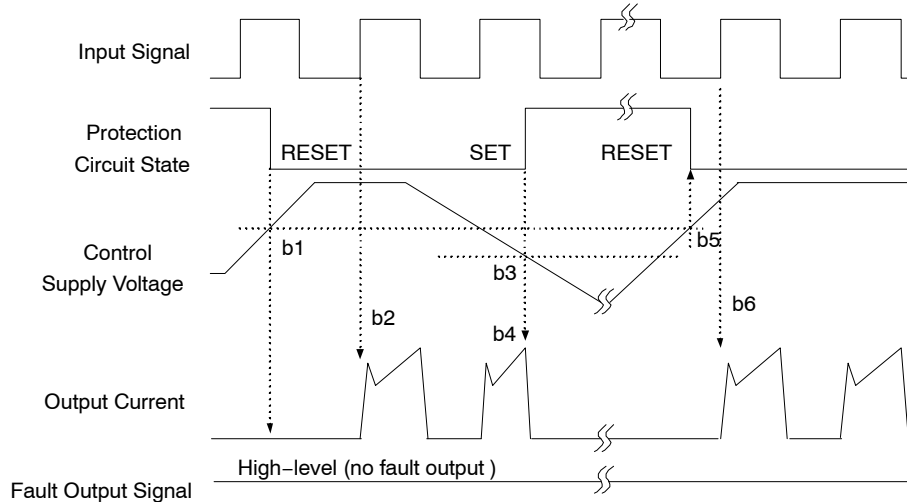 Input Signal
Protection
Circuit State
RESET
SET
RESET
Control
Supply Voltage
b1
b3
b5
b2
b4
b6
Output Current
High−level (no fault output )
Fault Output Signal